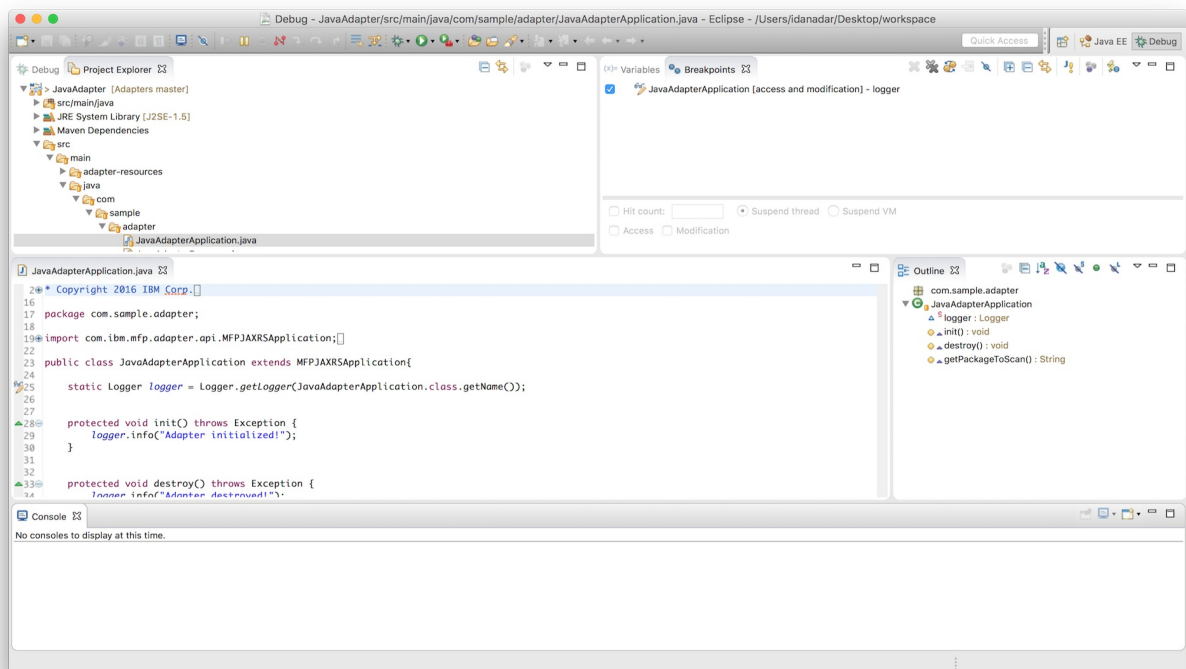 Debug - JavaAdapter/src/main/java/com/sample/adapter/JavaAdapterApplication.java - Eclipse - /Users/idanadar/Desktop/workspace
Quick Access
Java EE
Debug
Debug
Project Explorer
> JavaAdapter [Adapters master]
src/main/java
JRE System Library [J2SE-1.5]
Maven Dependencies
src
main
adapter-resources
java
com
sample
adapter
JavaAdapterApplication.java
(x)= Variables
Breakpoints
JavaAdapterApplication [access and modification] - logger
Hit count:
Suspend thread
Suspend VM
Access
Modification
JavaAdapterApplication.java
2 * Copyright 2016 IBM Corp.
16
17 package com.sample.adapter;
18
19 import com.ibm.mfp.adapter.api.MFPJAXRSApplication;
22
23 public class JavaAdapterApplication extends MFPJAXRSApplication{
24
25 static Logger logger = Logger.getLogger(JavaAdapterApplication.class.getName());
26
27
28 protected void init() throws Exception {
29 logger.info("Adapter initialized!");
30 }
31
32
33 protected void destroy() throws Exception {
34 logger.info("Adapter destroyed!");
Outline
com.sample.adapter
JavaAdapterApplication
logger : Logger
init() : void
destroy() : void
getPackageToScan() : String
Console
No consoles to display at this time.